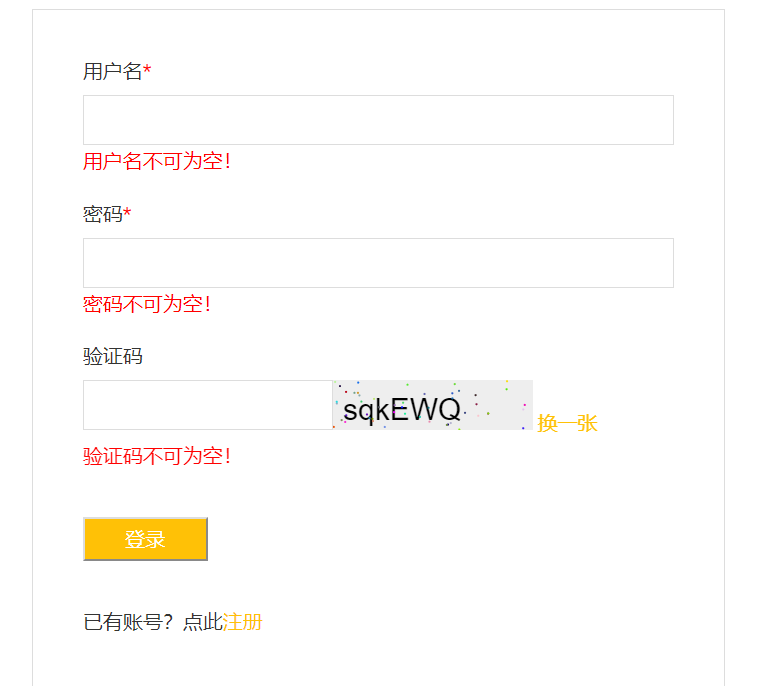 用户名*
用户名不可为空！
密码*
密码不可为空！
验证码
sqkEWQ 换一张
验证码不可为空！
登录
已有账号？点此注册